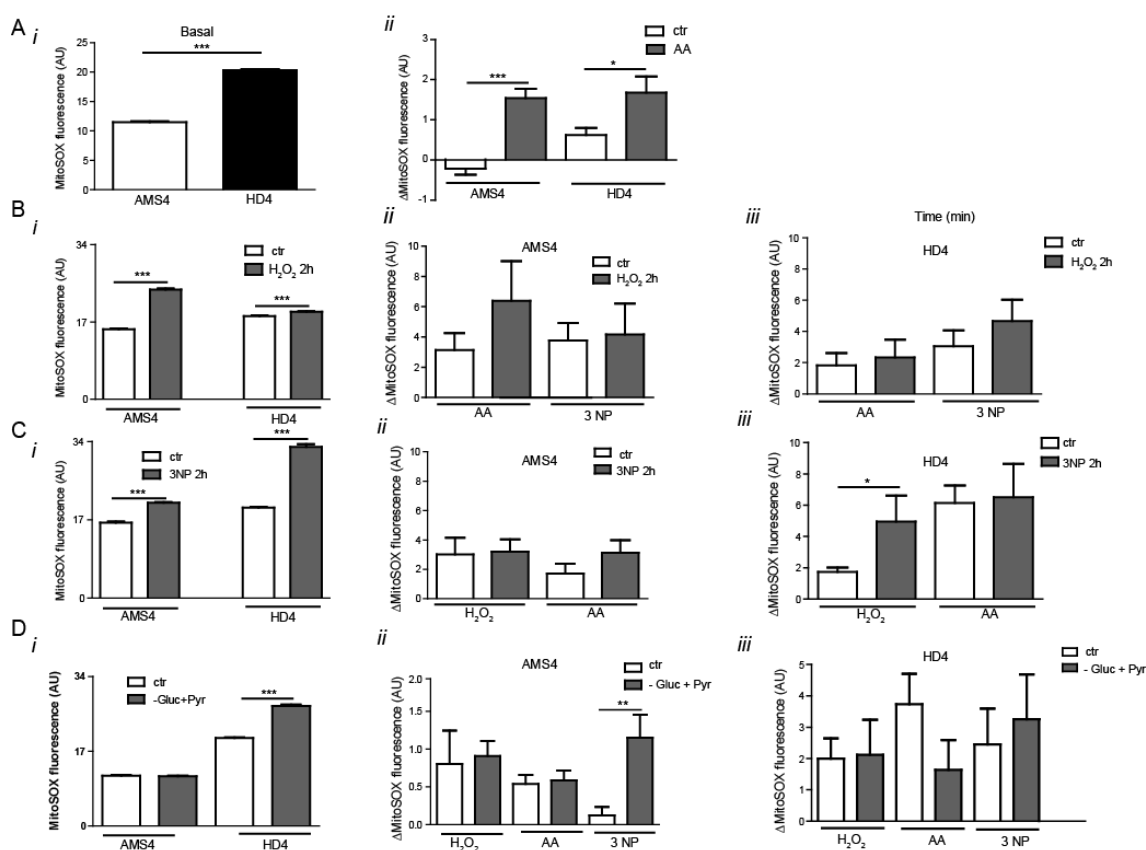 A
i
Basal
***
MitoSOX fluorescence (AU)
25
20
15
10
5
0
AMS4
HD4
ii
ctr
AA
***
*
ΔMitoSOX fluorescence (AU)
3
2
1
0
-1
AMS4
HD4
B
i
ctr
H₂O₂ 2h
***
***
MitoSOX fluorescence (AU)
34
17
0
AMS4
HD4
ii
AMS4
ctr
H₂O₂ 2h
ΔMitoSOX fluorescence (AU)
10
8
6
4
2
0
AA
3 NP
iii
Time (min)
HD4
ctr
H₂O₂ 2h
ΔMitoSOX fluorescence (AU)
10
8
6
4
2
0
AA
3 NP
C
i
ctr
3NP 2h
***
***
MitoSOX fluorescence (AU)
34
17
0
AMS4
HD4
ii
AMS4
ctr
3NP 2h
ΔMitoSOX fluorescence (AU)
10
8
6
4
2
0
H₂O₂
AA
iii
HD4
ctr
3NP 2h
*
ΔMitoSOX fluorescence (AU)
10
8
6
4
2
0
H₂O₂
AA
D
i
ctr
-Gluc+Pyr
***
MitoSOX fluorescence (AU)
34
17
0
AMS4
HD4
ii
AMS4
ctr
- Gluc + Pyr
**
ΔMitoSOX fluorescence (AU)
2.0
1.5
1.0
0.5
0.0
H₂O₂
AA
3 NP
iii
HD4
ctr
- Gluc + Pyr
ΔMitoSOX fluorescence (AU)
5
4
3
2
1
0
H₂O₂
AA
3 NP